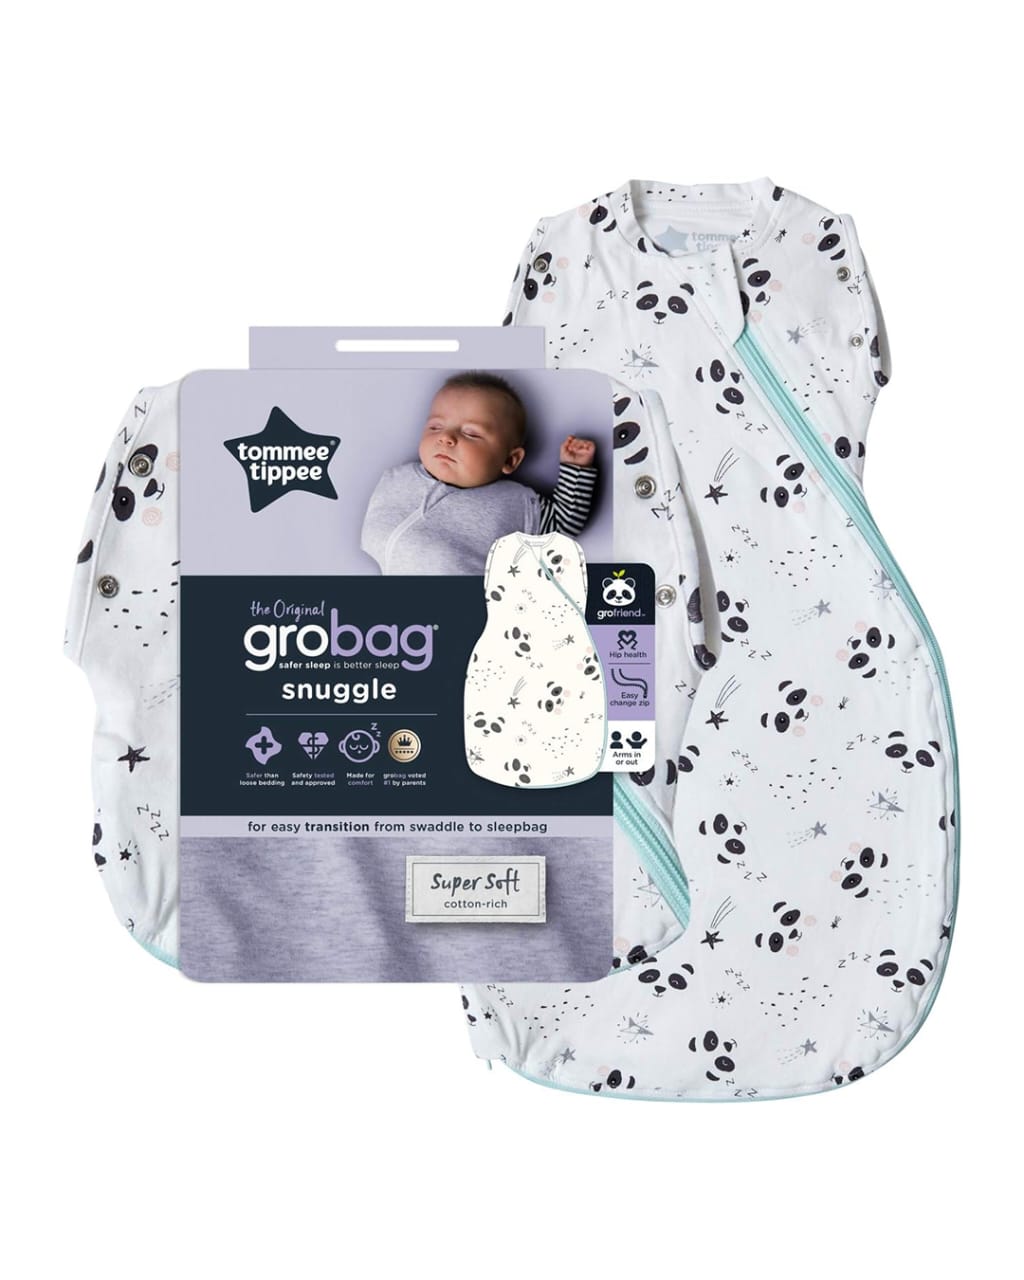 tommee®
tippee
the Original
grobag®
safer sleep is better sleep
snuggle
Safer than
loose bedding
Safety tested
and approved
Made for
comfort
grobag voted
#1 by parents
grofriend™
Hip health
Easy
change zip
Arms in
or out
for easy transition from swaddle to sleepbag
Super Soft
cotton-rich
tommee
z z z